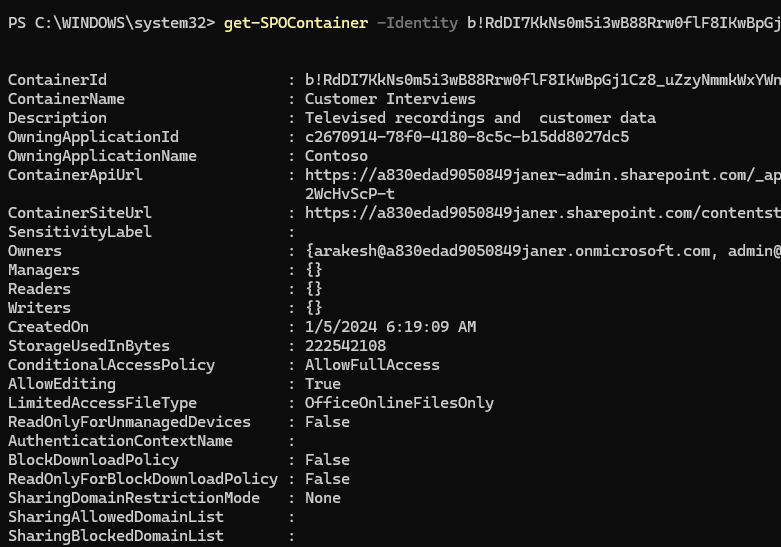 PS C:\WINDOWS\system32> get-SPOContainer -Identity b!RdDI7KkNs0m5i3wB88Rrw0flF8IKwBpGj
ContainerId : b!RdDI7KkNs0m5i3wB88Rrw0flF8IKwBpGj1Cz8_uZzyNmmkWxYWn
ContainerName : Customer Interviews
Description : Televised recordings and  customer data
OwningApplicationId : c2670914-78f0-4180-8c5c-b15dd8027dc5
OwningApplicationName : Contoso
ContainerApiUrl : https://a830edad9050849janer-admin.sharepoint.com/_ap
2WcHvScP-t
ContainerSiteUrl : https://a830edad9050849janer.sharepoint.com/contentst
SensitivityLabel :
Owners : {arakesh@a830edad9050849janer.onmicrosoft.com, admin@
Managers : {}
Readers : {}
Writers : {}
CreatedOn : 1/5/2024 6:19:09 AM
StorageUsedInBytes : 222542108
ConditionalAccessPolicy : AllowFullAccess
AllowEditing : True
LimitedAccessFileType : OfficeOnlineFilesOnly
ReadOnlyForUnmanagedDevices : False
AuthenticationContextName :
BlockDownloadPolicy : False
ReadOnlyForBlockDownloadPolicy : False
SharingDomainRestrictionMode : None
SharingAllowedDomainList :
SharingBlockedDomainList :